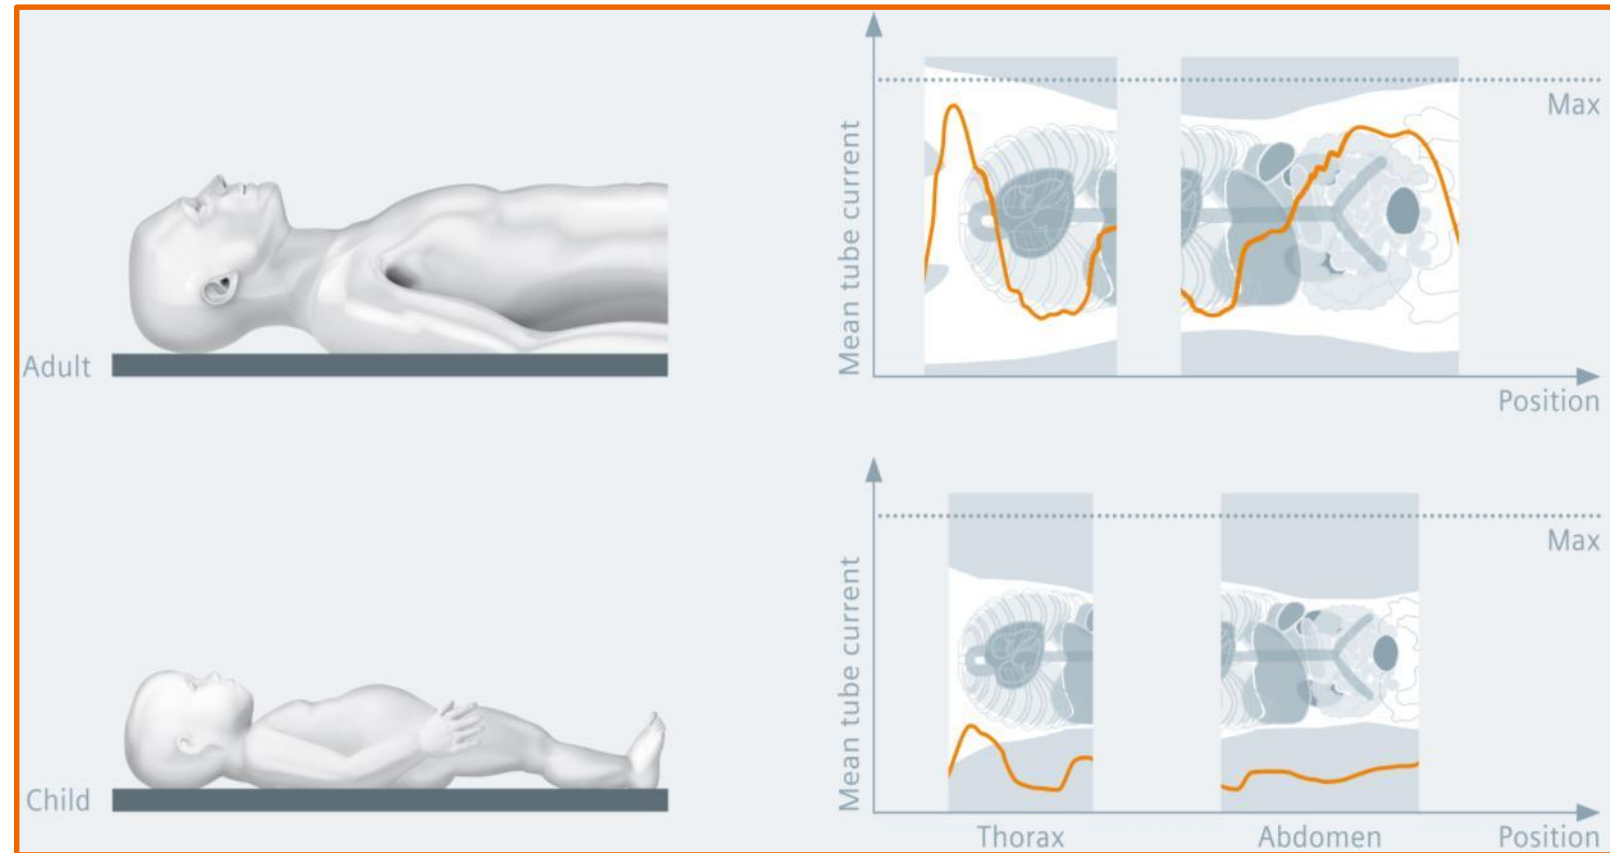 Adult
Mean tube current
Max
Position
Child
Mean tube current
Max
Thorax
Abdomen
Position